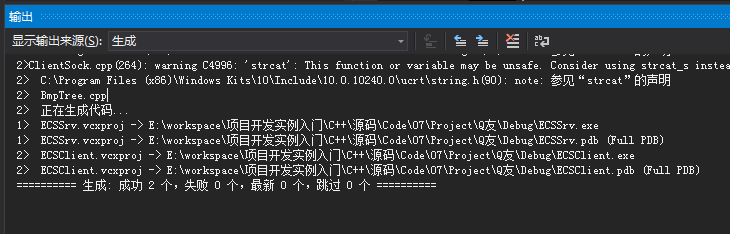 输出
显示输出来源(S): 生成
2>ClientSock.cpp(264): warning C4996: 'strcat': This function or variable may be unsafe. Consider using strcat_s inste
2> C:\Program Files (x86)\Windows Kits\10\Include\10.0.10240.0\ucrt\string.h(90): note: 参见“strcat”的声明
2> BmpTree.cpp
2> 正在生成代码...
1> ECSSrv.vcxproj -> E:\workspace\项目开发实例入门\C++\源码\Code\07\Project\Q友\Debug\ECSSrv.exe
1> ECSSrv.vcxproj -> E:\workspace\项目开发实例入门\C++\源码\Code\07\Project\Q友\Debug\ECSSrv.pdb (Full PDB)
2> ECSClient.vcxproj -> E:\workspace\项目开发实例入门\C++\源码\Code\07\Project\Q友\Debug\ECSClient.exe
2> ECSClient.vcxproj -> E:\workspace\项目开发实例入门\C++\源码\Code\07\Project\Q友\Debug\ECSClient.pdb (Full PDB)
========== 生成: 成功 2 个，失败 0 个，最新 0 个，跳过 0 个 ==========